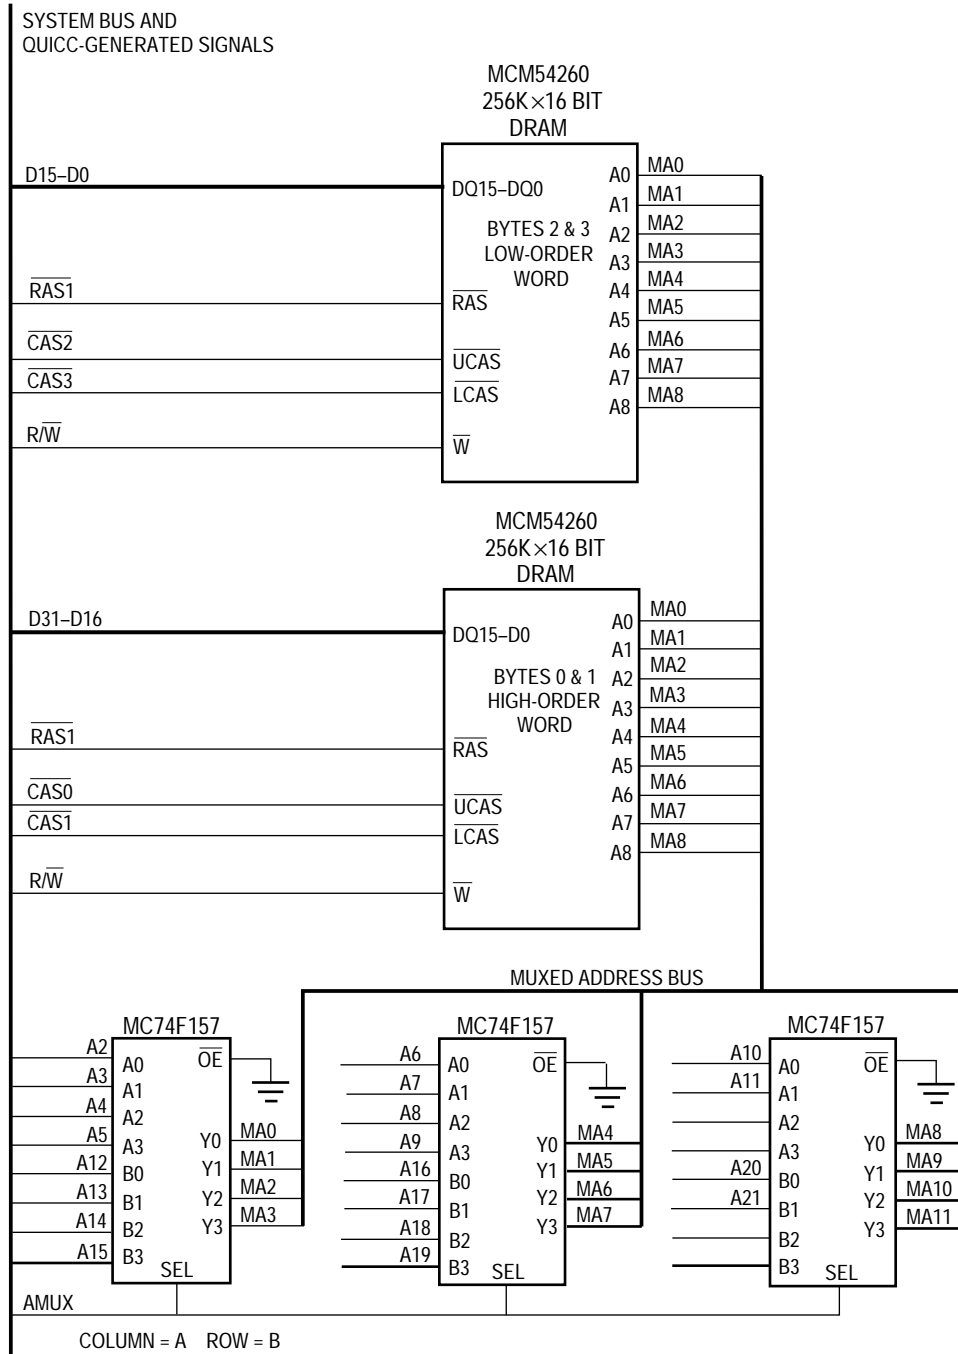 SYSTEM BUS AND
QUICC-GENERATED SIGNALS
MCM54260
256K×16 BIT
DRAM
D15–D0
RAS1
CAS2
CAS3
R/W
DQ15–DQ0
BYTES 2 & 3
LOW-ORDER
WORD
RAS
UCAS
LCAS
W
A0 MA0
A1 MA1
A2 MA2
A3 MA3
A4 MA4
A5 MA5
A6 MA6
A7 MA7
A8 MA8
MCM54260
256K×16 BIT
DRAM
D31–D16
RAS1
CAS0
CAS1
R/W
DQ15–D0
BYTES 0 & 1
HIGH-ORDER
WORD
RAS
UCAS
LCAS
W
A0 MA0
A1 MA1
A2 MA2
A3 MA3
A4 MA4
A5 MA5
A6 MA6
A7 MA7
A8 MA8
MUXED ADDRESS BUS
MC74F157
A2 A0
A3 A1
A4 A2
A5 A3
A12 B0
A13 B1
A14 B2
A15 B3
OE
Y0 MA0
Y1 MA1
Y2 MA2
Y3 MA3
SEL
MC74F157
A6 A0
A7 A1
A8 A2
A9 A3
A16 B0
A17 B1
A18 B2
A19 B3
OE
Y0 MA4
Y1 MA5
Y2 MA6
Y3 MA7
SEL
MC74F157
A10 A0
A11 A1
A2
A3
A20 B0
A21 B1
B2
B3
OE
Y0 MA8
Y1 MA9
Y2 MA10
Y3 MA11
SEL
AMUX
COLUMN = A ROW = B